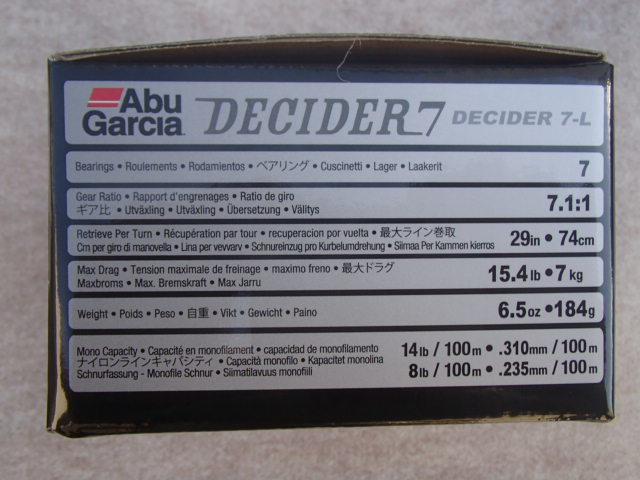 Abu Garcia DECIDER7 DECIDER 7-L
Bearings • Roulements • Rodamientos • ベアリング • Cuscinetti • Lager • Laakerit 7
Gear Ratio • Rapport d'engrenages • Ratio de giro
ギア比 • Utväxling • Utväxling • Übersetzung • Välitys 7.1:1
Retrieve Per Turn • Récupération par tour • recuperacion por vuelta • 最大ライン巻取
Cm per giro di manovella • Lina per vevvarv • Schnureinzug pro Kurbelumdrehung • Siimaa Per Kammen kierros 29in • 74cm
Max Drag • Tension maximale de freinage • maximo freno • 最大ドラグ
Maxbroms • Max. Bremskraft • Max Jarru 15.4lb • 7kg
Weight • Poids • Peso • 自重 • Vikt • Gewicht • Paino 6.5oz • 184g
Mono Capacity • Capacité en monofilament • capacidad de monofilamento 14lb / 100m • .310mm / 100m
ナイロンラインキャパシティ • Capacità monofilo • Kapacitet monolina
Schnurfassung - Monofile Schnur • Siimatilavuus monofiili 8lb / 100m • .235mm / 100m